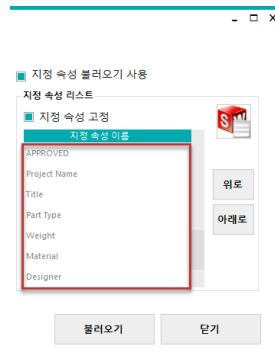 지정 속성 불러오기 사용
지정 속성 리스트
지정 속성 고정
지정 속성 이름
APPROVED
Project Name
Title
Part Type
Weight
Material
Designer
위로
아래로
불러오기
닫기